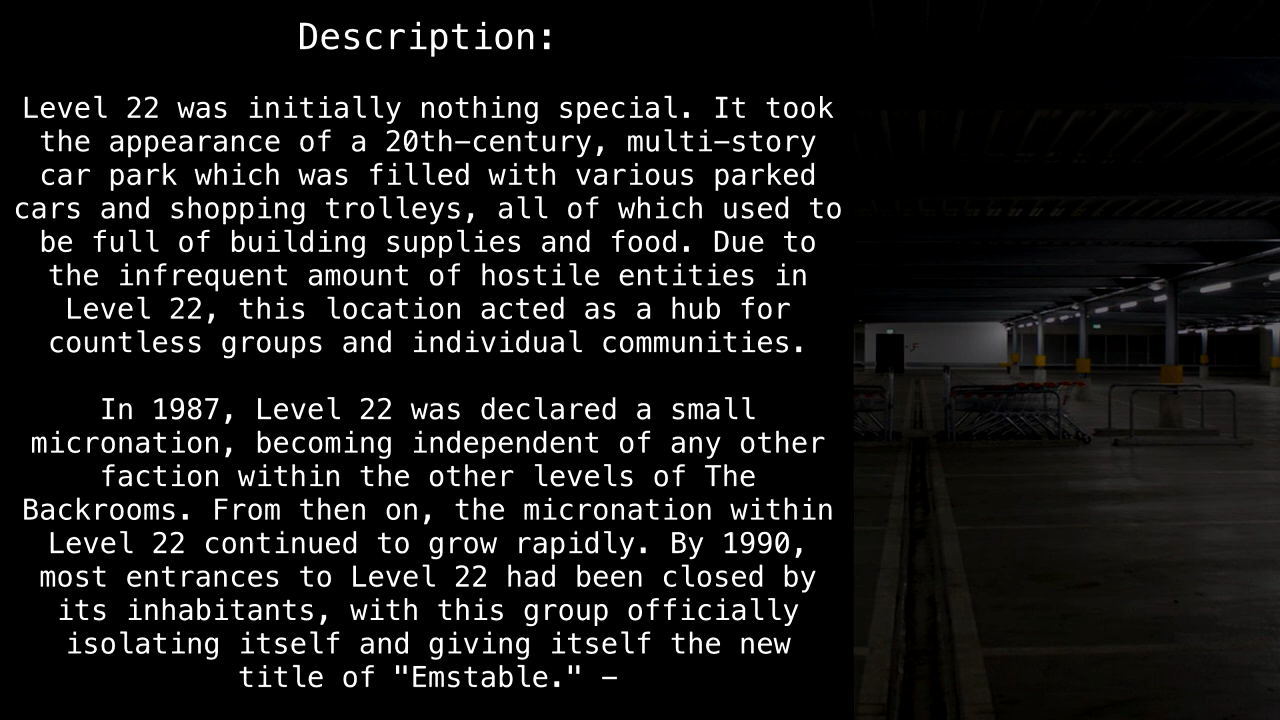 Description:
Level 22 was initially nothing special. It took
the appearance of a 20th-century, multi-story
car park which was filled with various parked
cars and shopping trolleys, all of which used to
be full of building supplies and food. Due to
the infrequent amount of hostile entities in
Level 22, this location acted as a hub for
countless groups and individual communities.
In 1987, Level 22 was declared a small
micronation, becoming independent of any other
faction within the other levels of The
Backrooms. From then on, the micronation within
Level 22 continued to grow rapidly. By 1990,
most entrances to Level 22 had been closed by
its inhabitants, with this group officially
isolating itself and giving itself the new
title of "Emstable." -